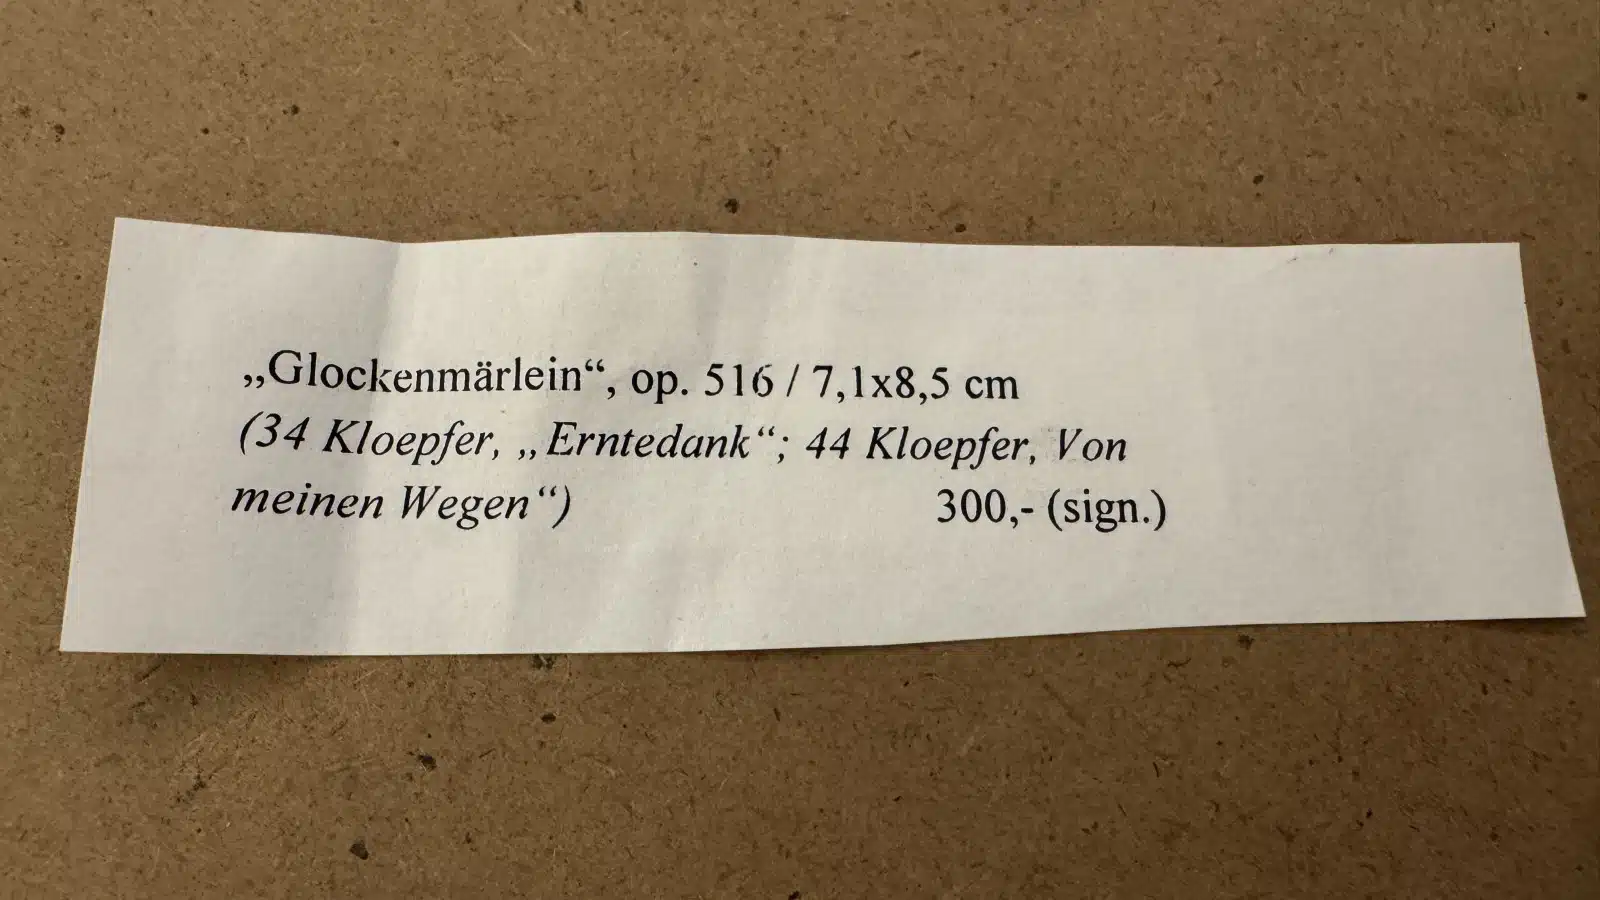 „Glockenmärlein“, op. 516 / 7,1x8,5 cm
(34 Kloepfer, „Erntedank“; 44 Kloepfer, Von
meinen Wegen“) 300,- (sign.)